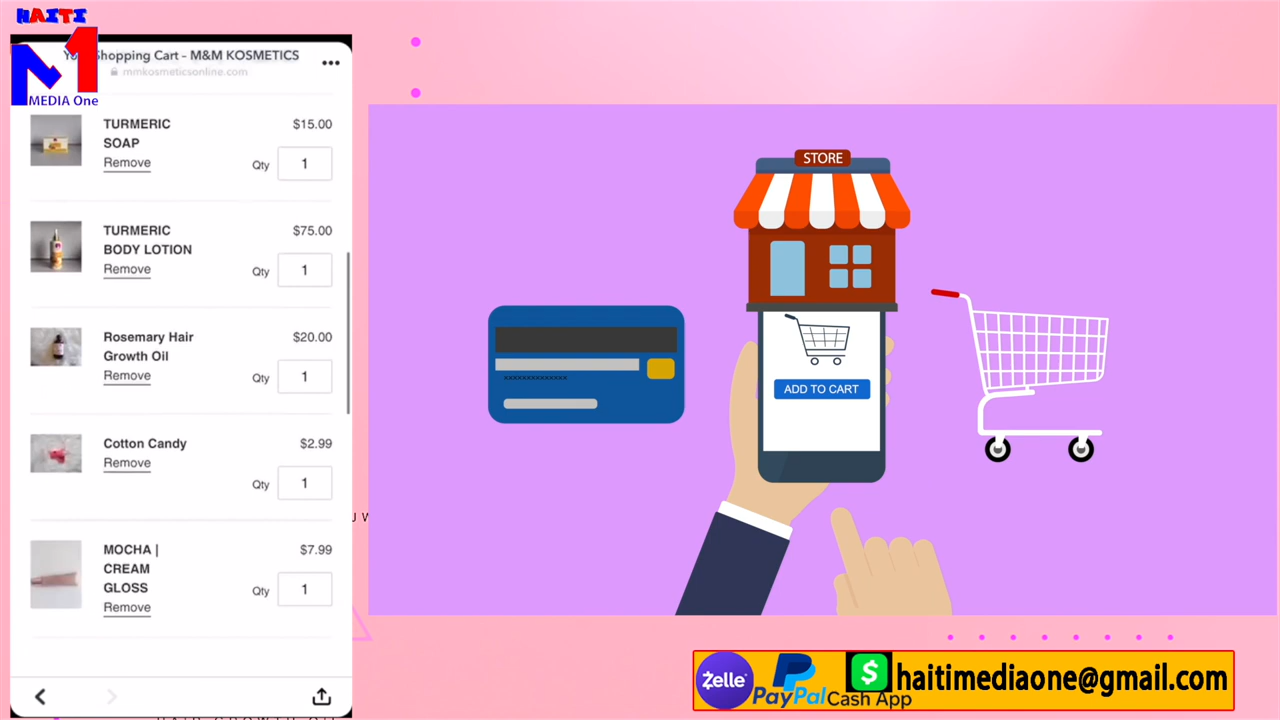 HAITI
M1
MEDIA One
Shopping Cart - M&M KOSMETICS
mmkosmeticsonline.com
TURMERIC
SOAP
$15.00
Remove
Qty
1
TURMERIC
BODY LOTION
$75.00
Remove
Qty
1
Rosemary Hair
Growth Oil
$20.00
Remove
Qty
1
Cotton Candy
$2.99
Remove
Qty
1
MOCHA |
CREAM
GLOSS
$7.99
Remove
Qty
1
STORE
ADD TO CART
xxxxxxxxxxxxxx
Zelle
PayPal
$
Cash App
haitimediaone@gmail.com